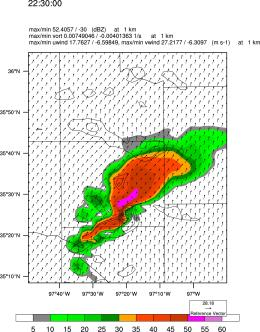 22:30:00
max/min 52.4057 / -30 (dBZ) at 1 km
max/min vort 0.00749046 / -0.00401363 1/s at 1 km
max/min uwind 17.7627 / -6.59849, max/min vwind 27.2177 / -6.3097 (m s-1) at 1 km
36°N
35°50'N
35°40'N
35°30'N
35°20'N
35°10'N
97°40'W 97°30'W 97°20'W 97°10'W 97°W
28.18
Reference Vector
5 10 15 20 25 30 35 40 45 50 55 60